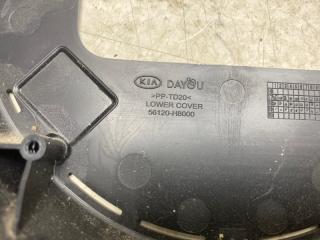 KIA DAYOU
>PP-TD20<
LOWER COVER
56120-H8000